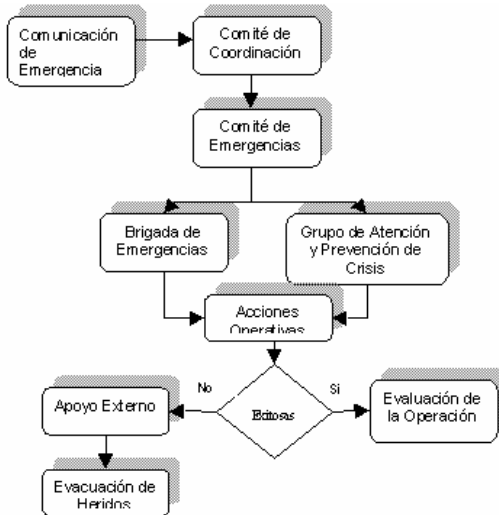 Comunicación
de
Emergencia
Comité de
Coordinación
Comité de
Emergencias
Brigada de
Emergencias
Grupo de Atención
y Prevención de
Crisis
Acciones
Operativas
No
Exitosas
Si
Apoyo Externo
Evaluación de
la Operación
Evacuación de
Heridos